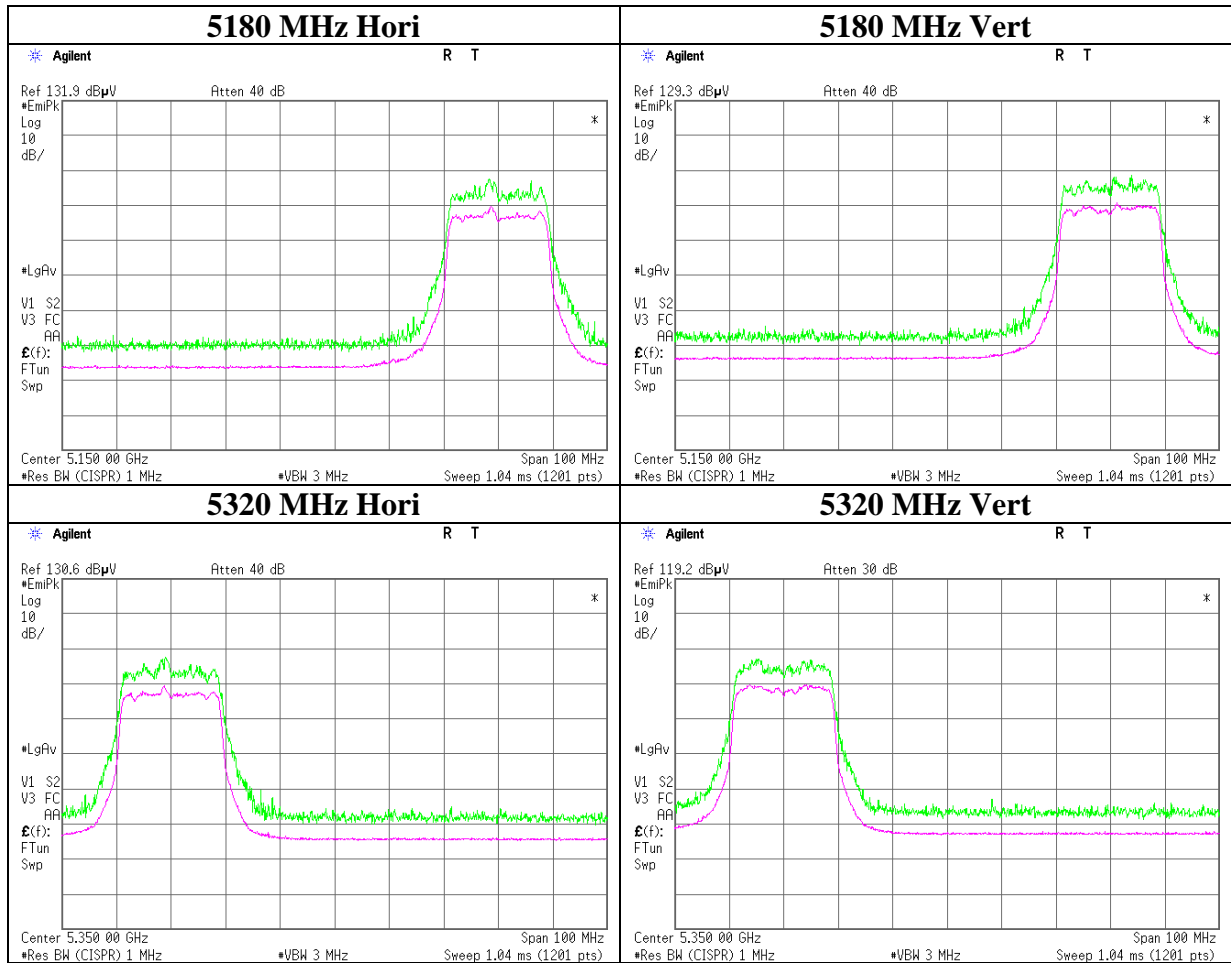 5180 MHz Hori
Agilent
R T
Ref 131.9 dBµV Atten 40 dB
#EmiPk
Log
10
dB/
*
#LgAv
V1 S2
V3 FC
AA
£(f):
FTun
Swp
Center 5.150 00 GHz Span 100 MHz
#Res BW (CISPR) 1 MHz #VBW 3 MHz Sweep 1.04 ms (1201 pts)
5180 MHz Vert
Agilent
R T
Ref 129.3 dBµV Atten 40 dB
#EmiPk
Log
10
dB/
*
#LgAv
V1 S2
V3 FC
AA
£(f):
FTun
Swp
Center 5.150 00 GHz Span 100 MHz
#Res BW (CISPR) 1 MHz #VBW 3 MHz Sweep 1.04 ms (1201 pts)
5320 MHz Hori
Agilent
R T
Ref 130.6 dBµV Atten 40 dB
#EmiPk
Log
10
dB/
*
#LgAv
V1 S2
V3 FC
AA
£(f):
FTun
Swp
Center 5.350 00 GHz Span 100 MHz
#Res BW (CISPR) 1 MHz #VBW 3 MHz Sweep 1.04 ms (1201 pts)
5320 MHz Vert
Agilent
R T
Ref 119.2 dBµV Atten 30 dB
#EmiPk
Log
10
dB/
*
#LgAv
V1 S2
V3 FC
AA
£(f):
FTun
Swp
Center 5.350 00 GHz Span 100 MHz
#Res BW (CISPR) 1 MHz #VBW 3 MHz Sweep 1.04 ms (1201 pts)